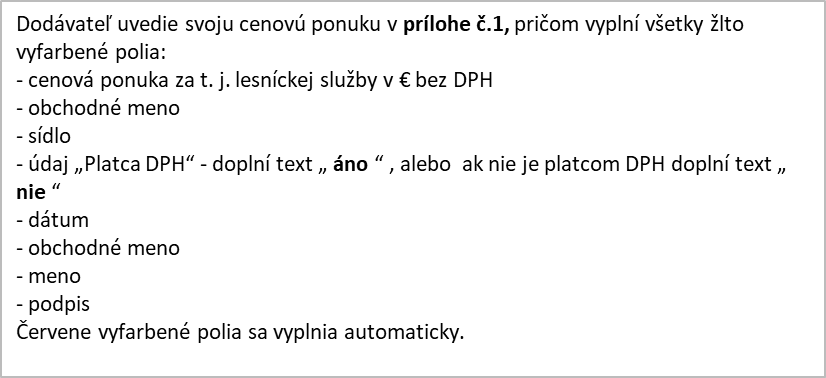 Dodávateľ uvedie svoju cenovú ponuku v prílohe č.1, pričom vyplní všetky žlto
vyfarbené polia:
- cenová ponuka za t. j. lesníckej služby v € bez DPH
- obchodné meno
- sídlo
- údaj „Platca DPH“ - doplní text „ áno “ , alebo  ak nie je platcom DPH doplní text „
nie “
- dátum
- obchodné meno
- meno
- podpis
Červene vyfarbené polia sa vyplnia automaticky.